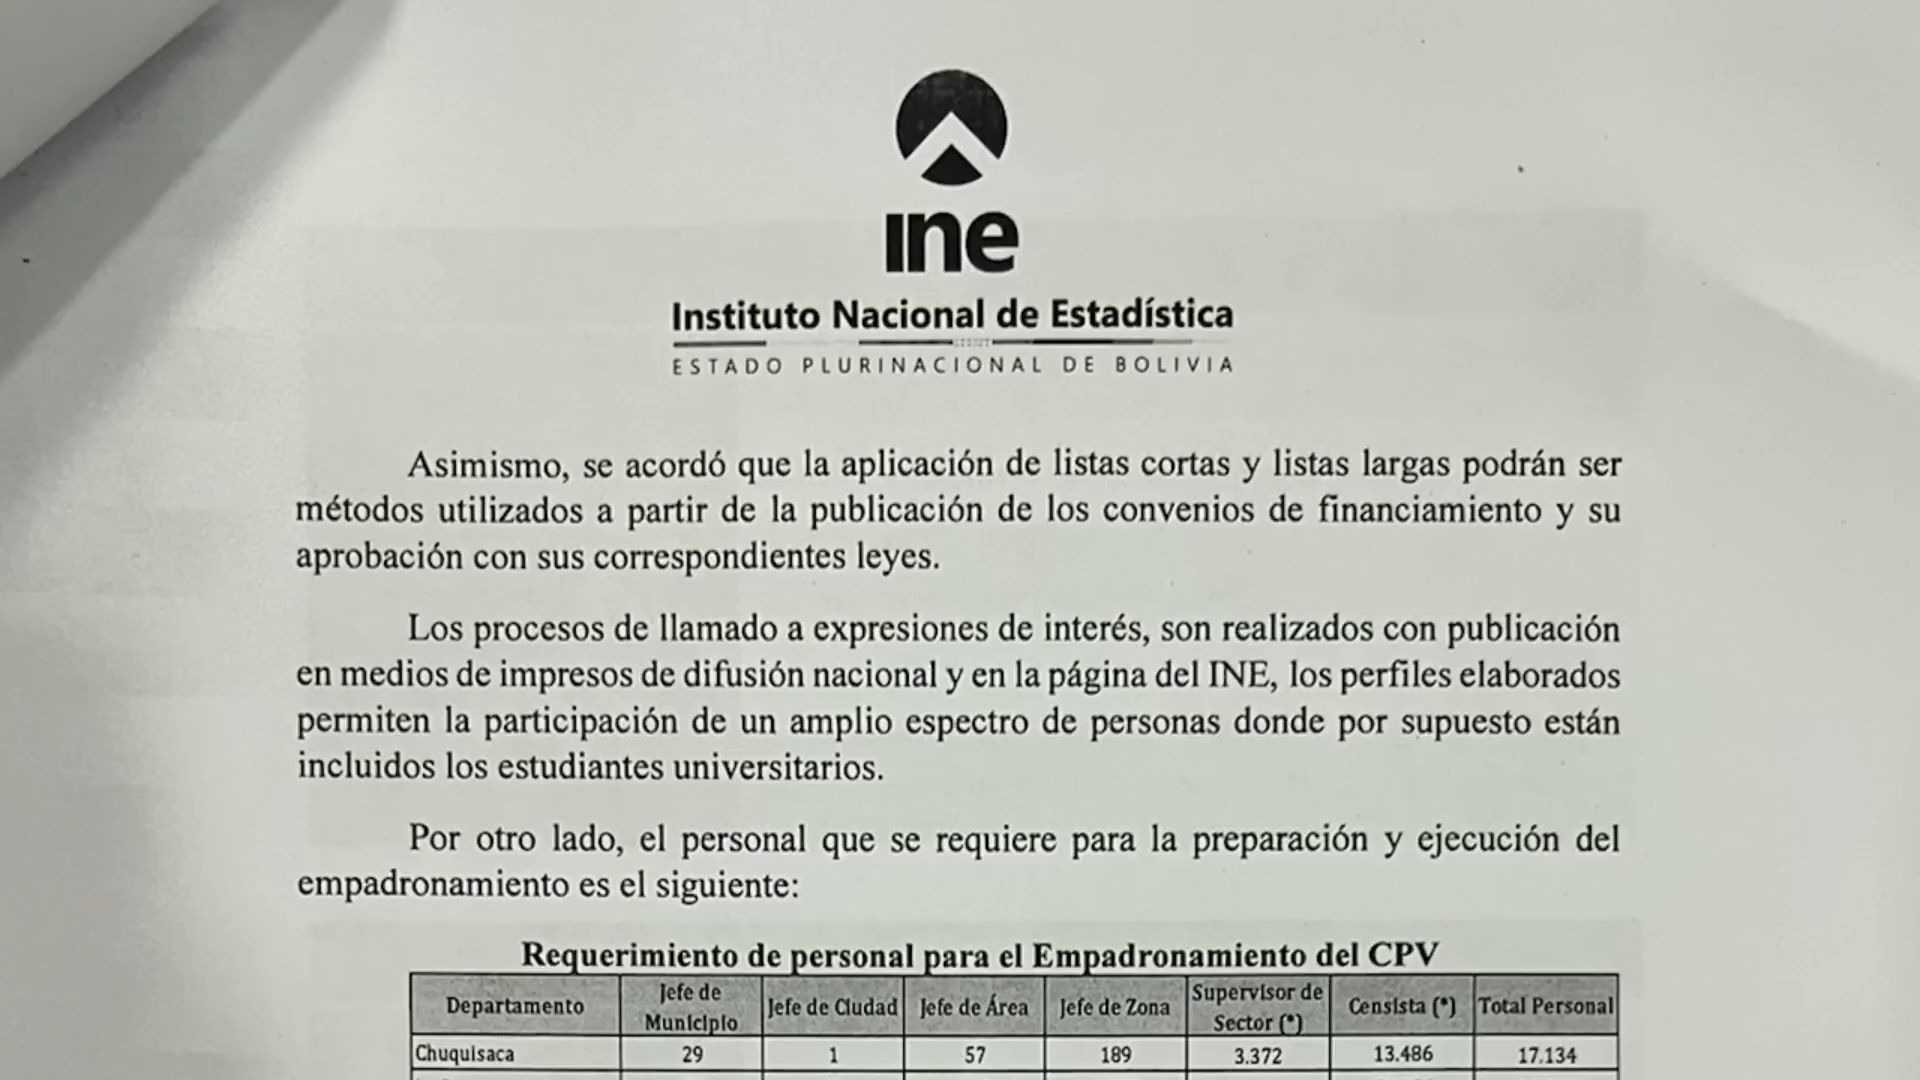 ine
Instituto Nacional de Estadística
ESTADO PLURINACIONAL DE BOLIVIA
Asimismo, se acordó que la aplicación de listas cortas y listas largas podrán ser
métodos utilizados a partir de la publicación de los convenios de financiamiento y su
aprobación con sus correspondientes leyes.
Los procesos de llamado a expresiones de interés, son realizados con publicación
en medios de impresos de difusión nacional y en la página del INE, los perfiles elaborados
permiten la participación de un amplio espectro de personas donde por supuesto están
incluidos los estudiantes universitarios.
Por otro lado, el personal que se requiere para la preparación y ejecución del
empadronamiento es el siguiente:
Requerimiento de personal para el Empadronamiento del CPV
Departamento Jefe de Municipio Jefe de Ciudad Jefe de Área Jefe de Zona Supervisor de Sector (*) Censista (*) Total Personal
Chuquisaca 29 1 57 189 3.372 13.486 17.134